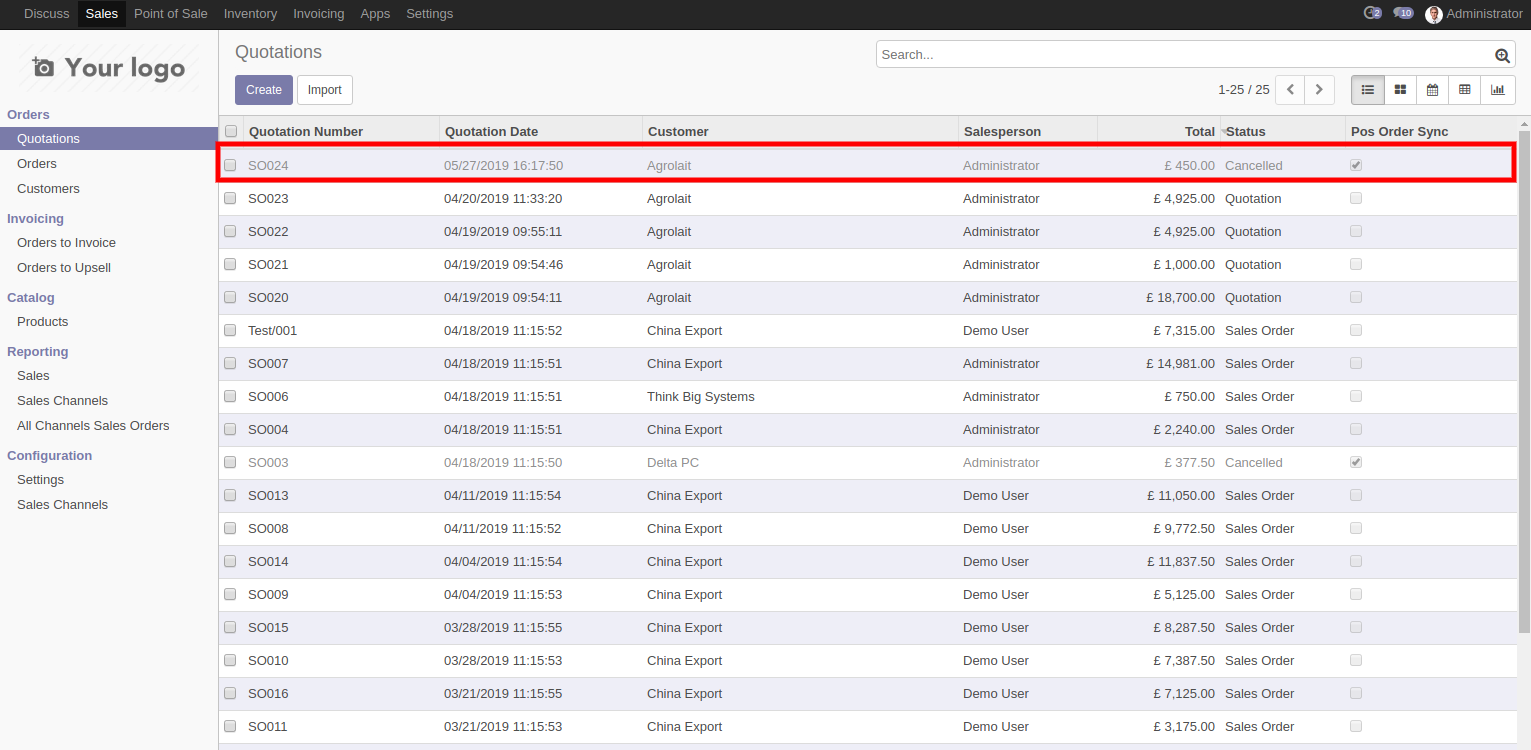 Discuss Sales Point of Sale Inventory Invoicing Apps Settings 2 10 Administrator
Your logo
Orders
Quotations
Orders
Customers
Invoicing
Orders to Invoice
Orders to Upsell
Catalog
Products
Reporting
Sales
Sales Channels
All Channels Sales Orders
Configuration
Settings
Sales Channels
Quotations
Search...
Create Import
1-25 / 25
Quotation Number Quotation Date Customer Salesperson Total Status Pos Order Sync
SO024 05/27/2019 16:17:50 Agrolait Administrator £ 450.00 Cancelled
SO023 04/20/2019 11:33:20 Agrolait Administrator £ 4,925.00 Quotation
SO022 04/19/2019 09:55:11 Agrolait Administrator £ 4,925.00 Quotation
SO021 04/19/2019 09:54:46 Agrolait Administrator £ 1,000.00 Quotation
SO020 04/19/2019 09:54:11 Agrolait Administrator £ 18,700.00 Quotation
Test/001 04/18/2019 11:15:52 China Export Demo User £ 7,315.00 Sales Order
SO007 04/18/2019 11:15:51 China Export Administrator £ 14,981.00 Sales Order
SO006 04/18/2019 11:15:51 Think Big Systems Administrator £ 750.00 Sales Order
SO004 04/18/2019 11:15:51 China Export Administrator £ 2,240.00 Sales Order
SO003 04/18/2019 11:15:50 Delta PC Administrator £ 377.50 Cancelled
SO013 04/11/2019 11:15:54 China Export Demo User £ 11,050.00 Sales Order
SO008 04/11/2019 11:15:52 China Export Demo User £ 9,772.50 Sales Order
SO014 04/04/2019 11:15:54 China Export Demo User £ 11,837.50 Sales Order
SO009 04/04/2019 11:15:53 China Export Demo User £ 5,125.00 Sales Order
SO015 03/28/2019 11:15:55 China Export Demo User £ 8,287.50 Sales Order
SO010 03/28/2019 11:15:53 China Export Demo User £ 7,387.50 Sales Order
SO016 03/21/2019 11:15:55 China Export Demo User £ 7,125.00 Sales Order
SO011 03/21/2019 11:15:53 China Export Demo User £ 3,175.00 Sales Order